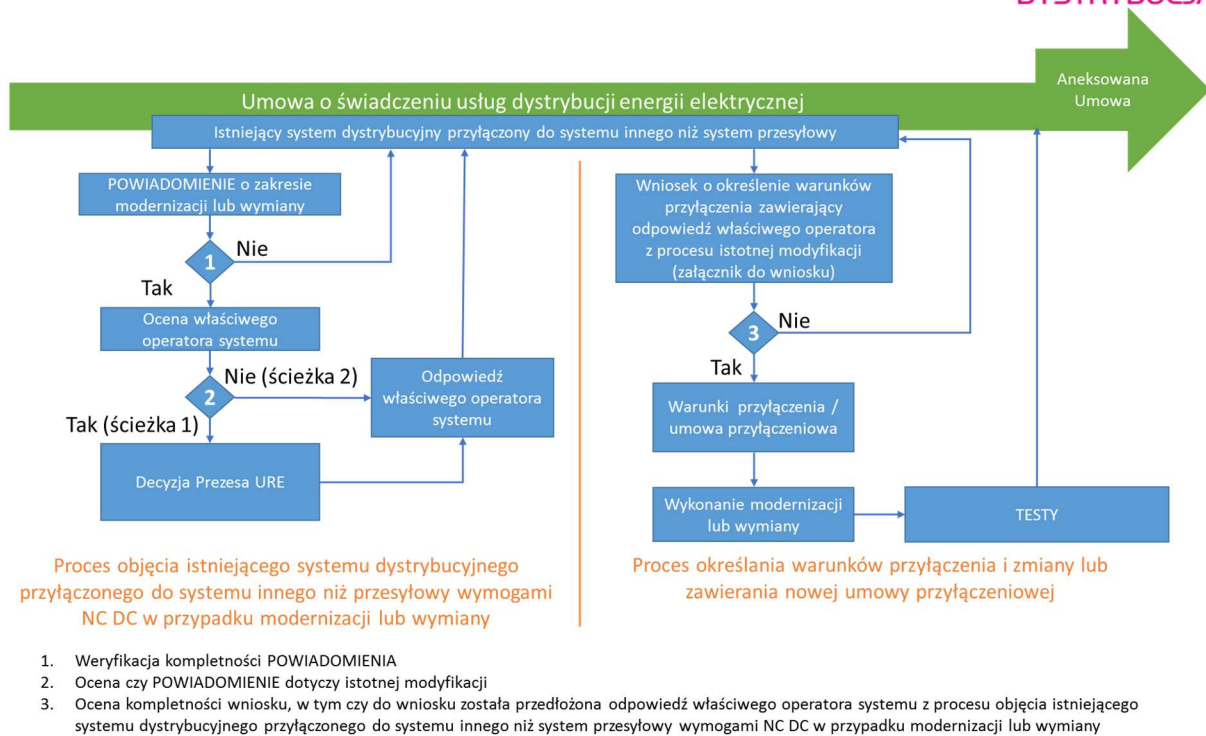 Aneksowana
Umowa
Umowa o świadczeniu usług dystrybucji energii elektrycznej
Istniejący system dystrybucyjny przyłączony do systemu innego niż system przesyłowy
POWIADOMIENIE o zakresie
modernizacji lub wymiany
1
Nie
Tak
Ocena właściwego
operatora systemu
2
Nie (ścieżka 2)
Tak (ścieżka 1)
Odpowiedź
właściwego operatora
systemu
Decyzja Prezesa URE
Proces objęcia istniejącego systemu dystrybucyjnego
przyłączonego do systemu innego niż przesyłowy wymogami
NC DC w przypadku modernizacji lub wymiany
Wniosek o określenie warunków
przyłączenia zawierający
odpowiedź właściwego operatora
z procesu istotnej modyfikacji
(załącznik do wniosku)
3
Nie
Tak
Warunki przyłączenia /
umowa przyłączeniowa
Wykonanie modernizacji
lub wymiany
TESTY
Proces określania warunków przyłączenia i zmiany lub
zawierania nowej umowy przyłączeniowej
1. Weryfikacja kompletności POWIADOMIENIA
2. Ocena czy POWIADOMIENIE dotyczy istotnej modyfikacji
3. Ocena kompletności wniosku, w tym czy do wniosku została przedłożona odpowiedź właściwego operatora systemu z procesu objęcia istniejącego
systemu dystrybucyjnego przyłączonego do systemu innego niż system przesyłowy wymogami NC DC w przypadku modernizacji lub wymiany